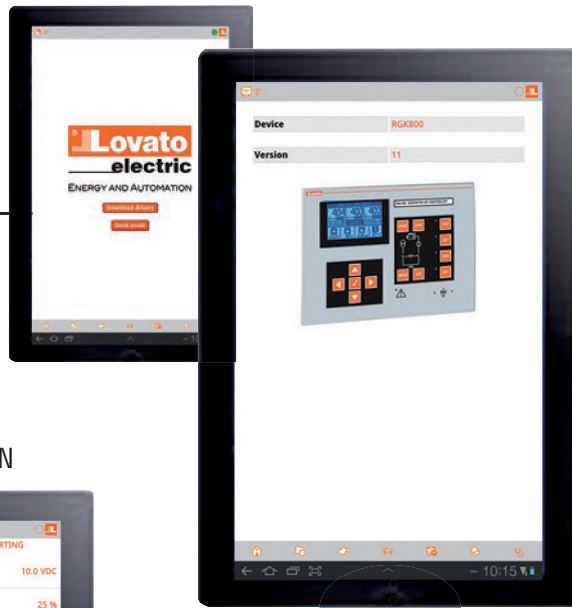 Lovato
electric
ENERGY AND AUTOMATION
Download drivers
Send email
Device RGK800
Version 11
Lovato
N
RTING
10.0 VDC
25 %
10:15